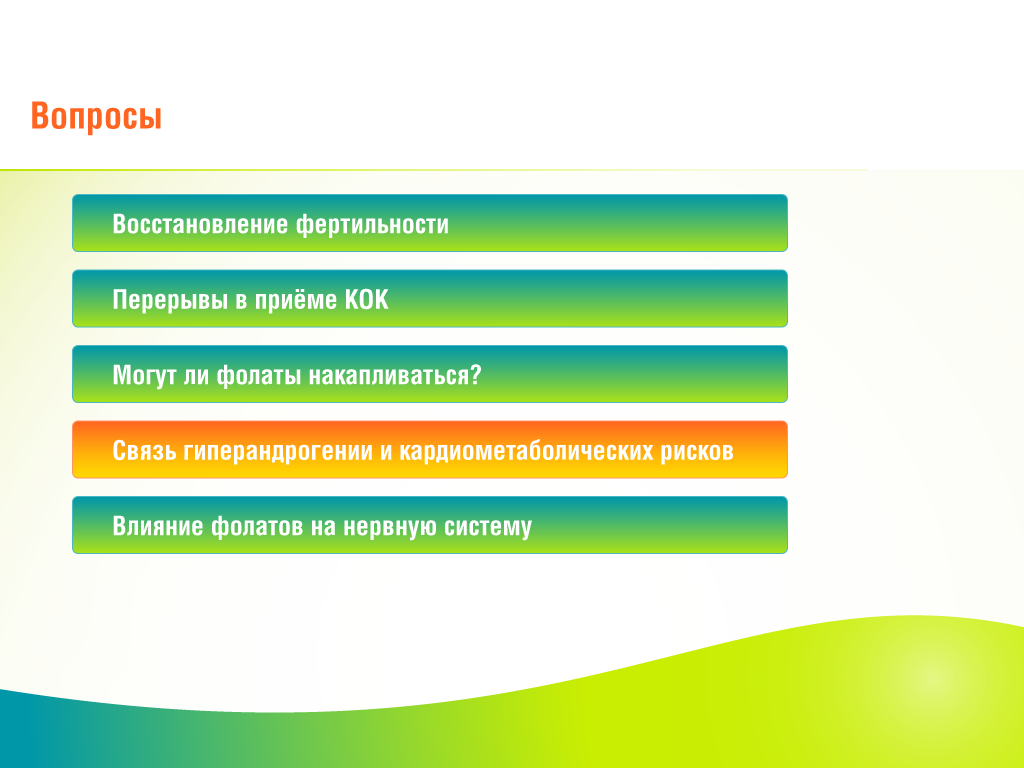 Вопросы
Восстановление фертильности
Перерывы в приёме КОК
Могут ли фолаты накапливаться?
Связь гиперандрогении и кардиометаболических рисков
Влияние фолатов на нервную систему